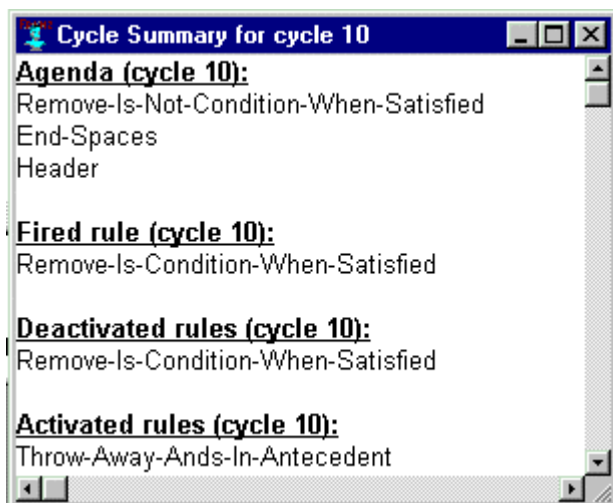 Cycle Summary for cycle 10
Agenda (cycle 10):
Remove-Is-Not-Condition-When-Satisfied
End-Spaces
Header
Fired rule (cycle 10):
Remove-Is-Condition-When-Satisfied
Deactivated rules (cycle 10):
Remove-Is-Condition-When-Satisfied
Activated rules (cycle 10):
Throw-Away-Ands-In-Antecedent